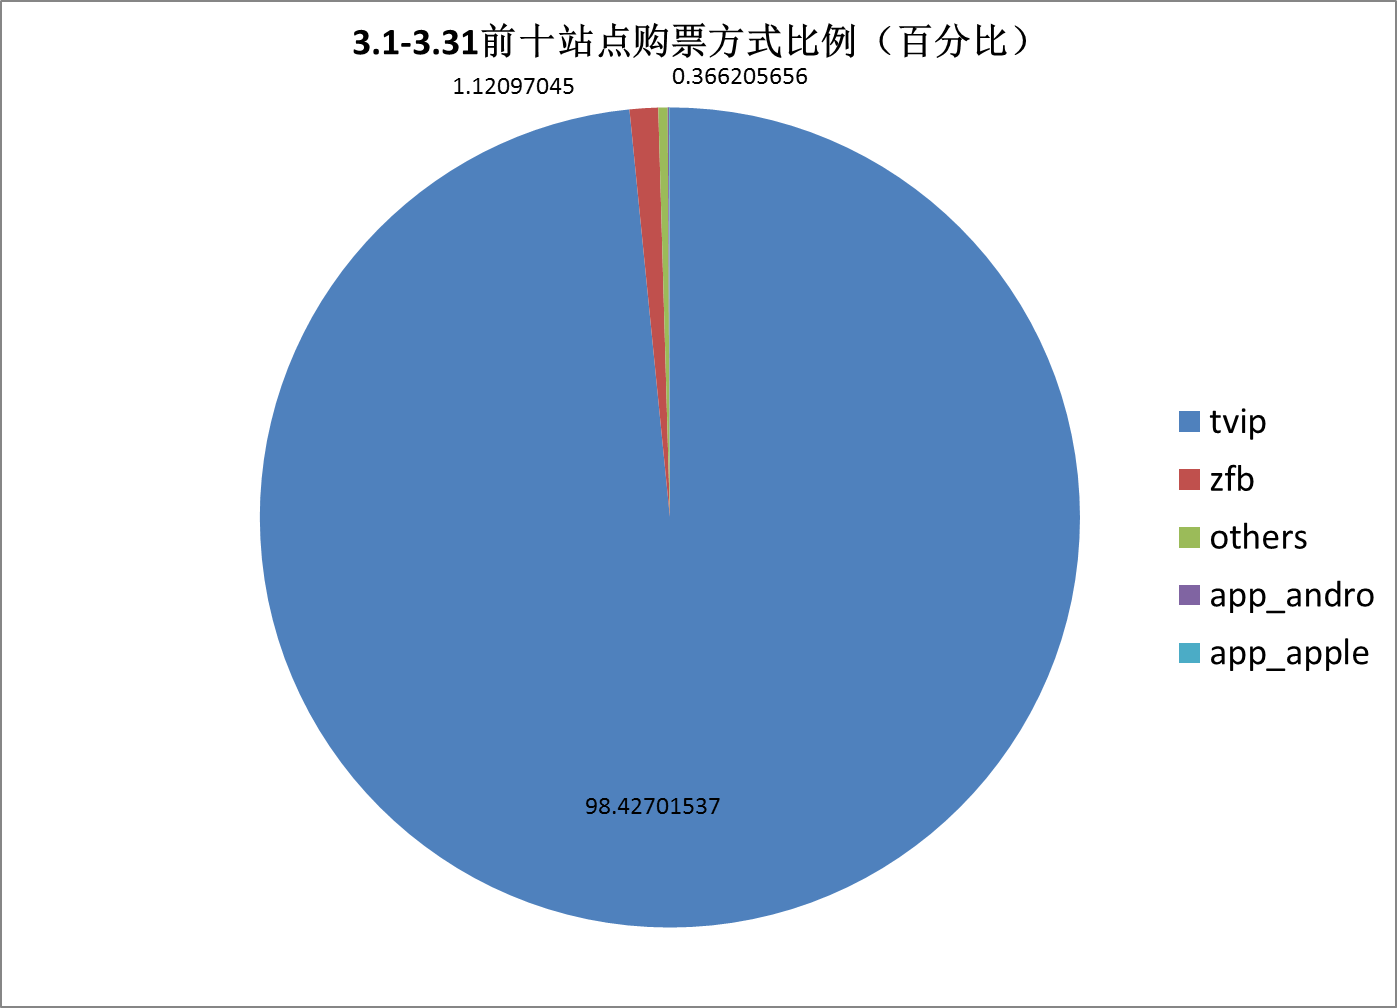 3.1-3.31前十站点购票方式比例（百分比）
1.12097045
0.366205656
98.42701537
tvip
zfb
others
app_andro
app_apple